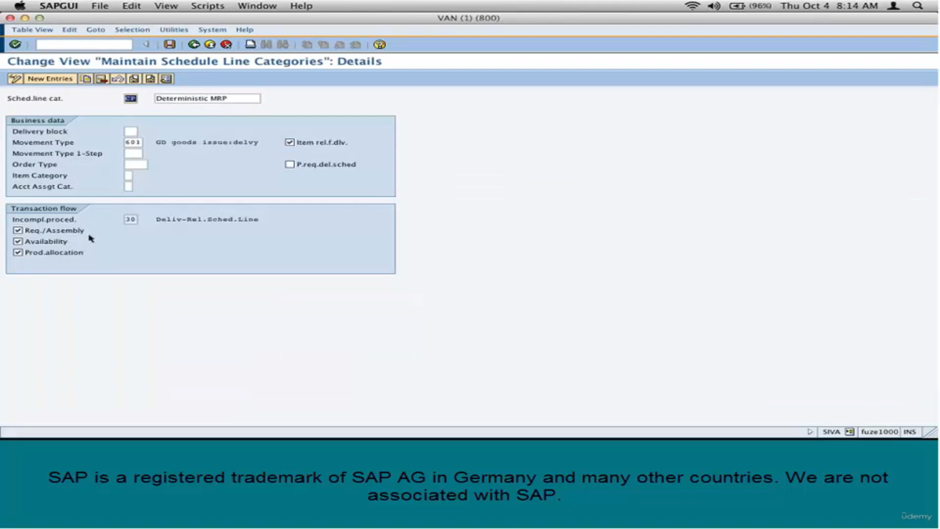 SAPGUI File Edit View Scripts Window Help (96%) Thu Oct 4 8:14 AM
VAN (1) (800)
Table View Edit Goto Selection Utilities System Help
Change View "Maintain Schedule Line Categories": Details
New Entries
Sched.line cat. CP Deterministic MRP
Business data
Delivery block
Movement Type 601 GD goods issue:delvy Item rel.f.dlv.
Movement Type 1-Step
Order Type P.req.del.sched
Item Category
Acct Assgt Cat.
Transaction flow
Incompl.proced. 30 Deliv-Rel.Sched.Line
Req./Assembly
Availability
Prod.allocation
SIVA fuze1000 INS
SAP is a registered trademark of SAP AG in Germany and many other countries. We are not
associated with SAP.
ûdemy